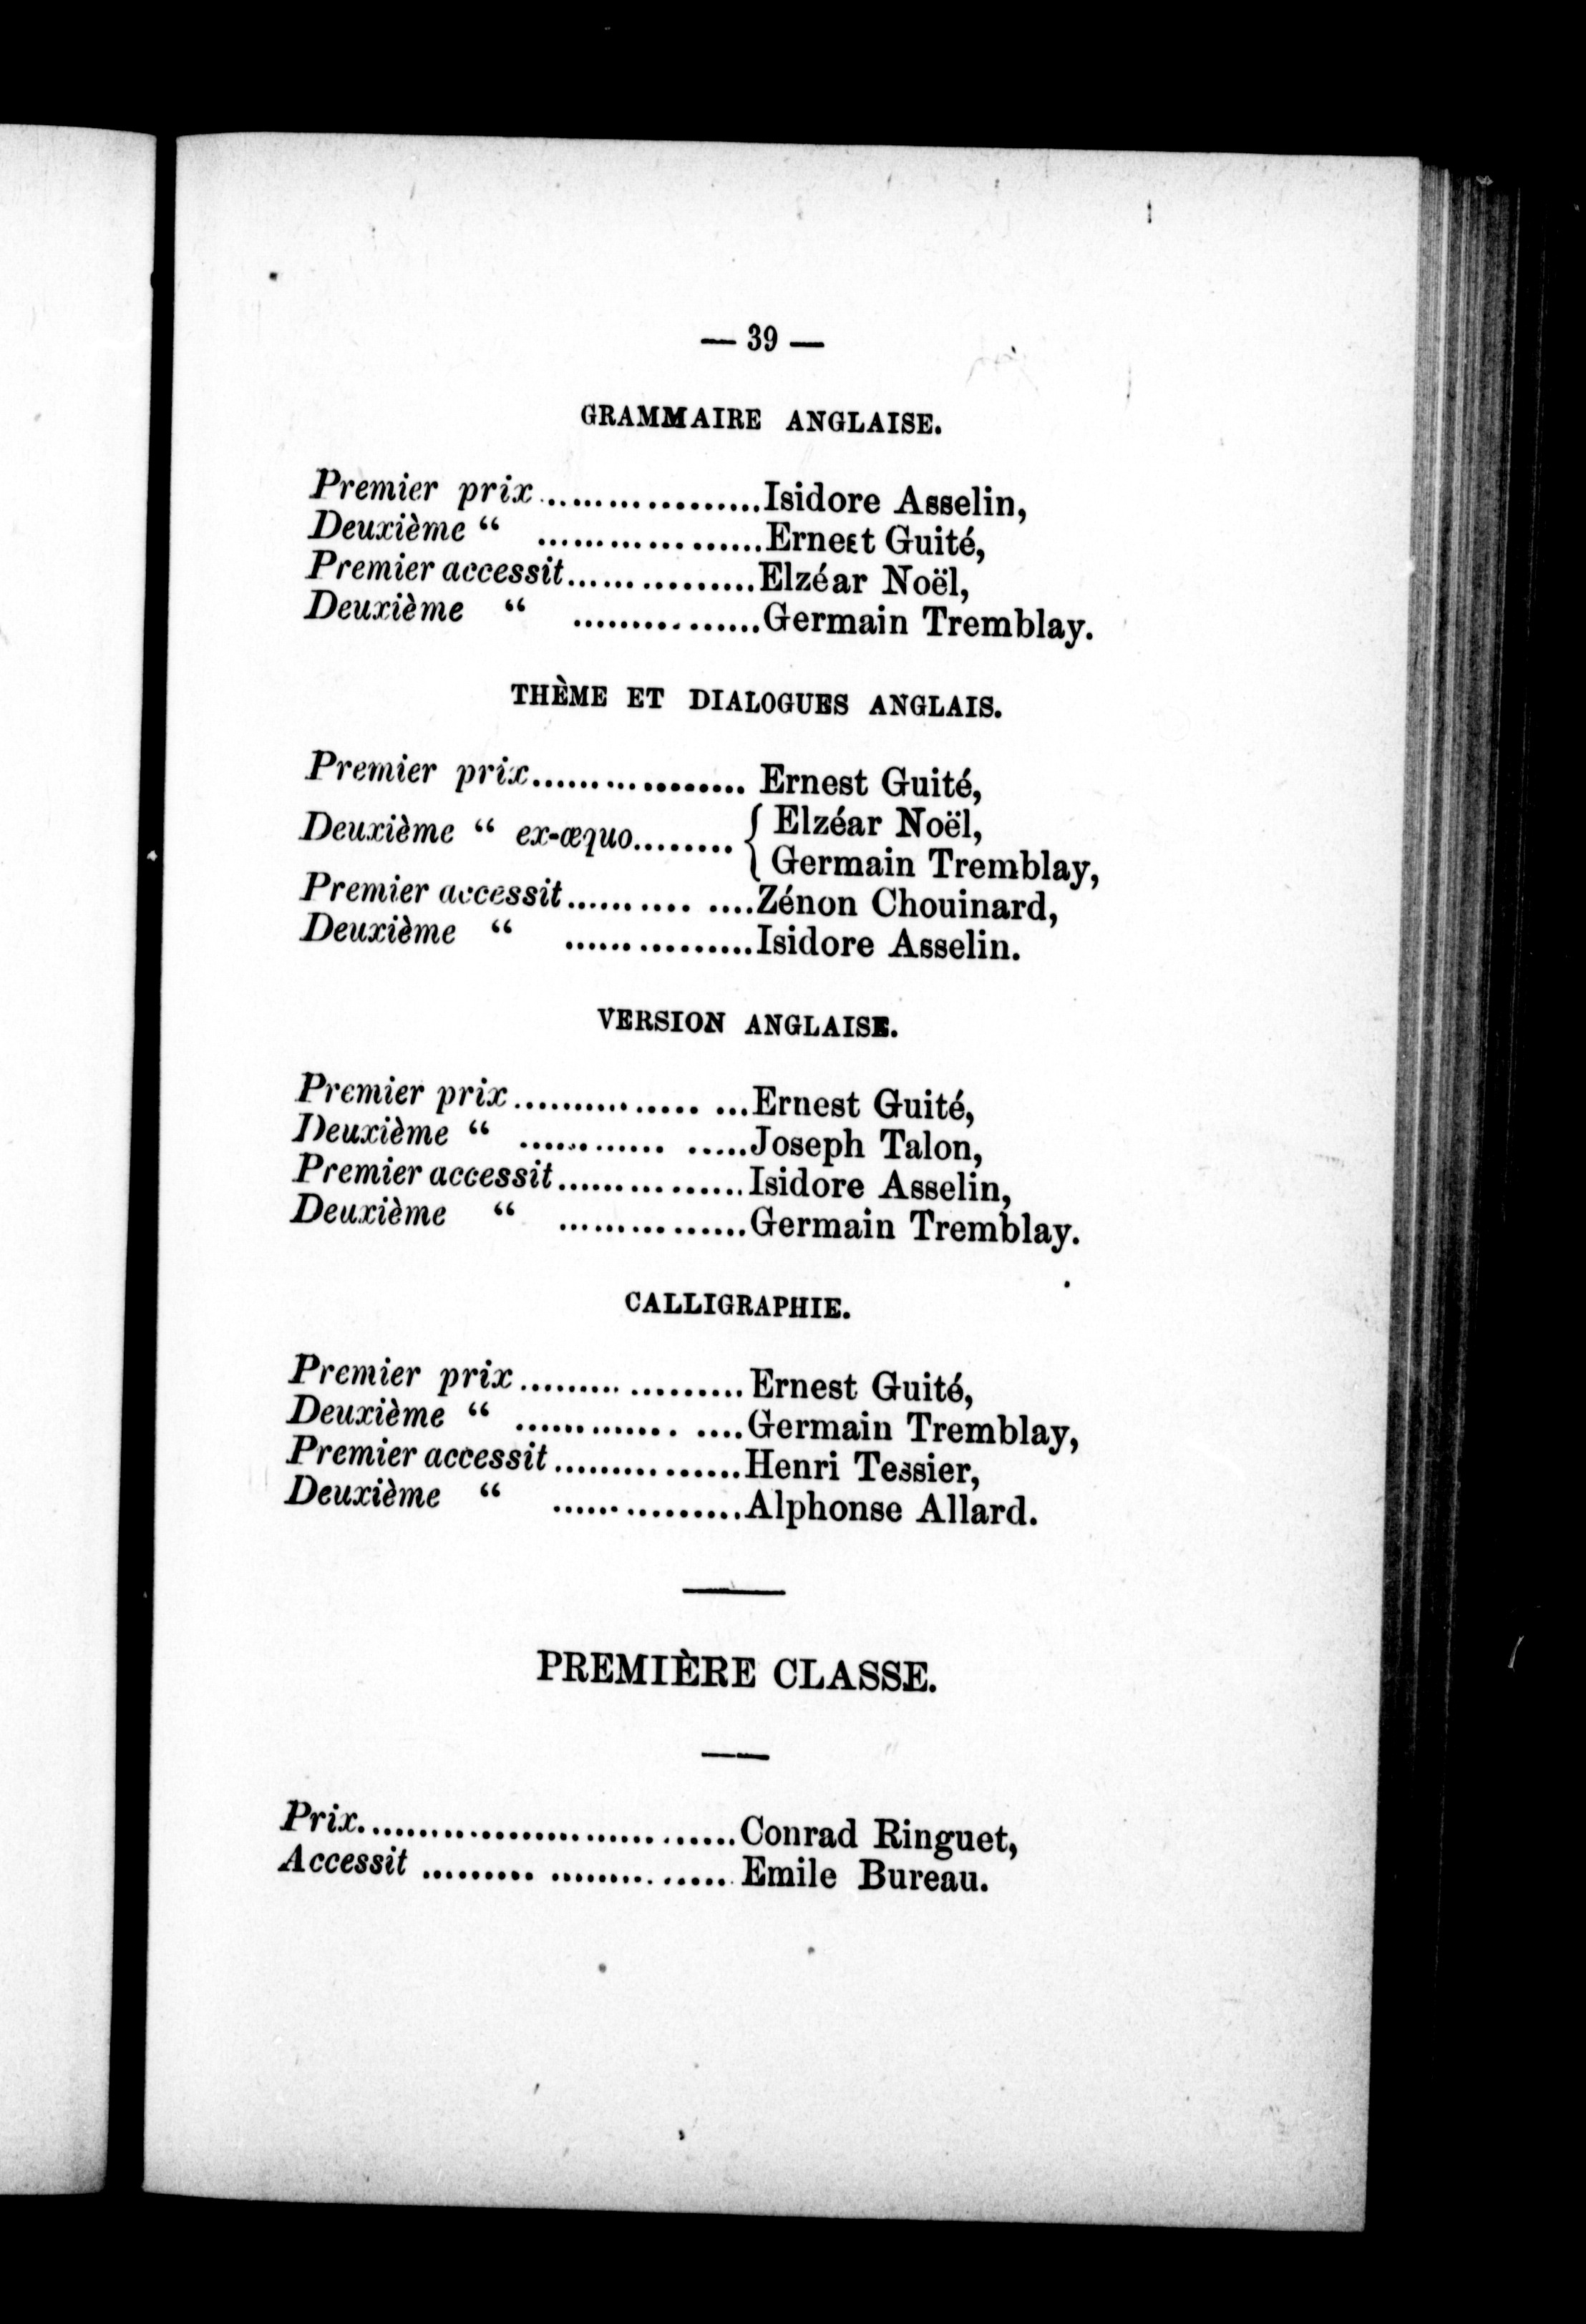 — 39 —
GRAMMAIRE ANGLAISE.
Premier prix..................Isidore Asselin,
Deuxième “ ..................Ernest Guité,
Premier accessit...............Elzéar Noël,
Deuxième “ ...............Germain Tremblay.
THÈME ET DIALOGUES ANGLAIS.
Premier prix.................. Ernest Guité,
Deuxième “ ex-æquo........ { Elzéar Noël,
Germain Tremblay,
Premier accessit.......... ....Zénon Chouinard,
Deuxième “ ...............Isidore Asselin.
VERSION ANGLAISE.
Premier prix............... ...Ernest Guité,
Deuxième “ ............ .....Joseph Talon,
Premier accessit...............Isidore Asselin,
Deuxième “ ...............Germain Tremblay.
CALLIGRAPHIE.
Premier prix......... .........Ernest Guité,
Deuxième “ ............. ....Germain Tremblay,
Premier accessit...............Henri Tessier,
Deuxième “ ...............Alphonse Allard.
PREMIÈRE CLASSE.
Prix...............................Conrad Ringuet,
Accessit ......... ............... Emile Bureau.